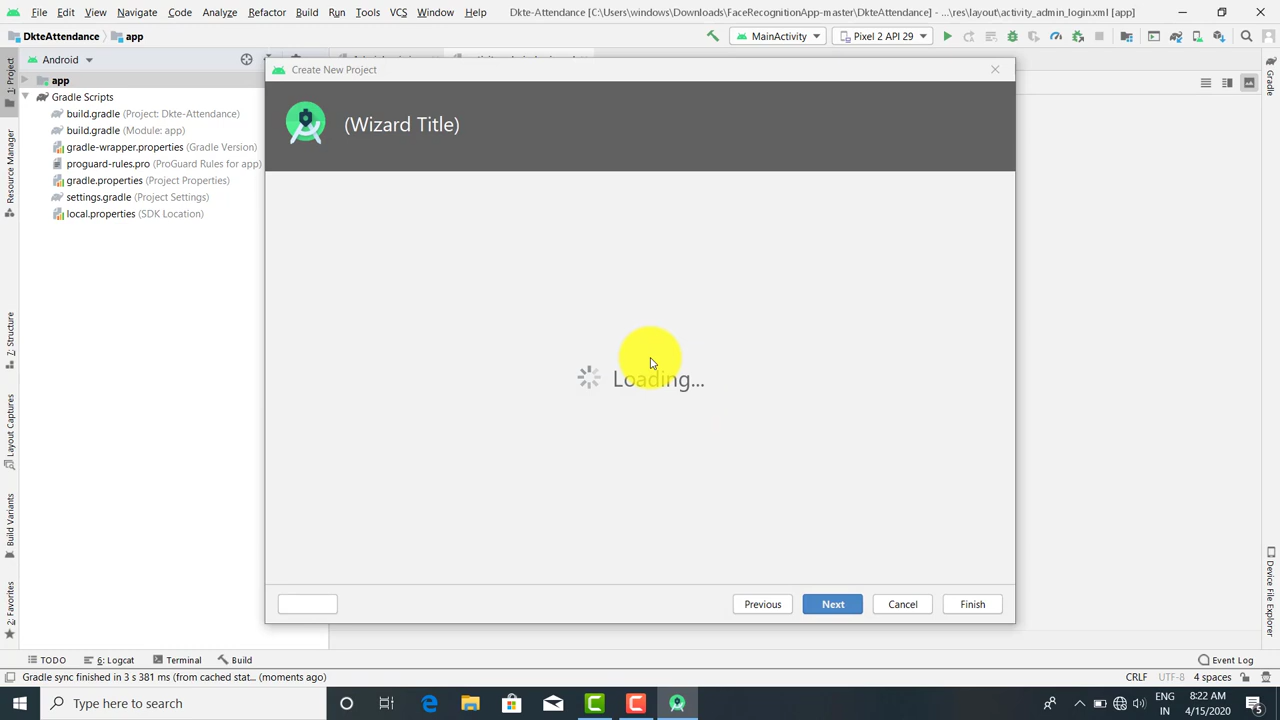 File Edit View Navigate Code Analyze Refactor Build Run Tools VCS Window Help Dkte-Attendance [C:\Users\windows\Downloads\FaceRecognitionApp-master\DkteAttendance] - ...\res\layout\activity_admin_login.xml [app]
DkteAttendance app MainActivity Pixel 2 API 29
Android
Create New Project
(Wizard Title)
app
Gradle Scripts
build.gradle (Project: Dkte-Attendance)
build.gradle (Module: app)
gradle-wrapper.properties (Gradle Version)
proguard-rules.pro (ProGuard Rules for app)
gradle.properties (Project Properties)
settings.gradle (Project Settings)
local.properties (SDK Location)
1: Project
Resource Manager
Z: Structure
Layout Captures
Build Variants
2: Favorites
Loading...
Previous Next Cancel Finish
Gradle
Device File Explorer
TODO 6: Logcat Terminal Build Event Log
Gradle sync finished in 3 s 381 ms (from cached stat... (moments ago) CRLF UTF-8 4 spaces
Type here to search
ENG
IN
8:22 AM
4/15/2020
5